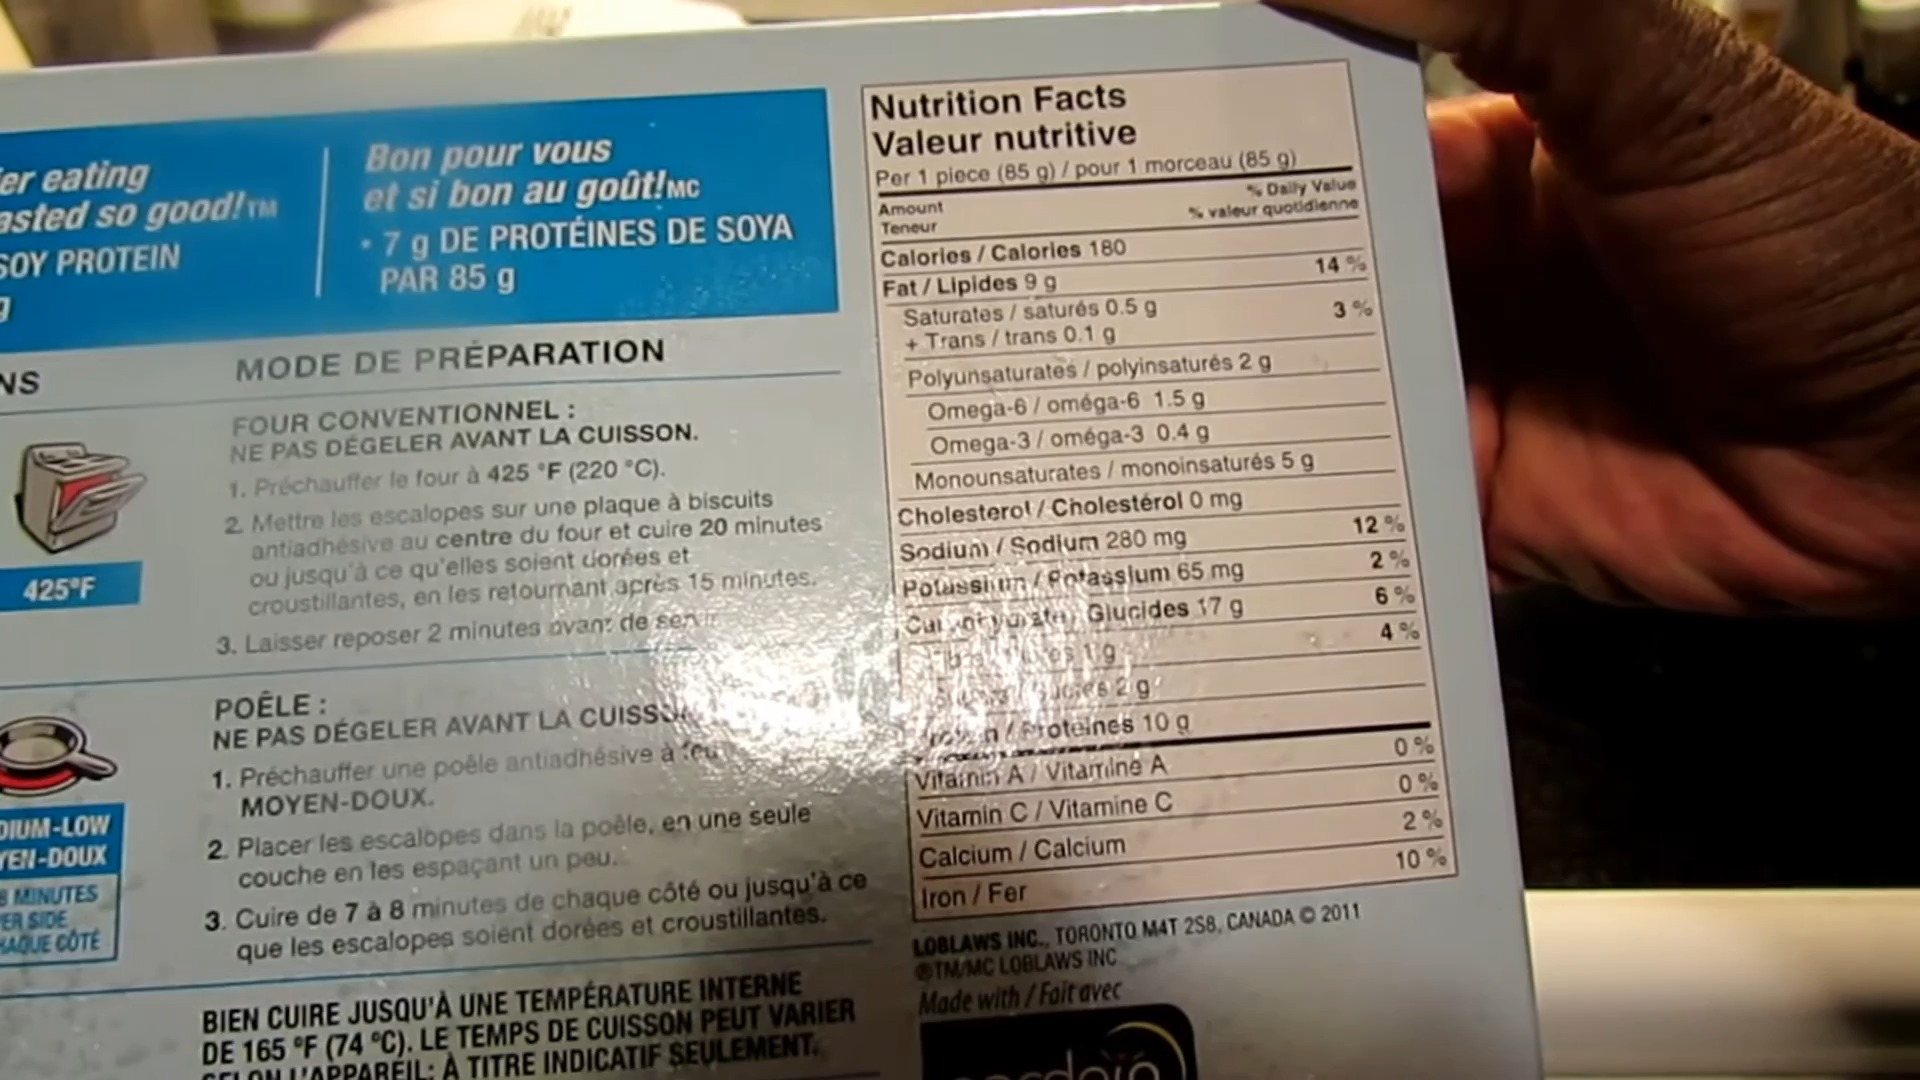 er eating
asted so good!TM
SOY PROTEIN
g
Bon pour vous
et si bon au goût!MC
• 7 g DE PROTÉINES DE SOYA
PAR 85 g
NS
MODE DE PRÉPARATION
FOUR CONVENTIONNEL :
NE PAS DÉGELER AVANT LA CUISSON.
1. Préchauffer le four à 425 °F (220 °C).
2. Mettre les escalopes sur une plaque à biscuits
antiadhésive au centre du four et cuire 20 minutes
ou jusqu'à ce qu'elles soient dorées et
croustillantes, en les retournant après 15 minutes.
3. Laisser reposer 2 minutes avant de servir
425°F
POÊLE :
NE PAS DÉGELER AVANT LA CUISSO
1. Préchauffer une poêle antiadhésive à feu
MOYEN-DOUX.
2. Placer les escalopes dans la poêle, en une seule
couche en les espaçant un peu.
3. Cuire de 7 à 8 minutes de chaque côté ou jusqu'à ce
que les escalopes soient dorées et croustillantes.
DIUM-LOW
YEN-DOUX
8 MINUTES
ER SIDE
HAQUE CÔTÉ
BIEN CUIRE JUSQU'À UNE TEMPÉRATURE INTERNE
DE 165 °F (74 °C). LE TEMPS DE CUISSON PEUT VARIER
SELON L'APPAREIL; À TITRE INDICATIF SEULEMENT.
Nutrition Facts
Valeur nutritive
Per 1 piece (85 g) / pour 1 morceau (85 g)
Amount % Daily Value
Teneur % valeur quotidienne
Calories / Calories 180
Fat / Lipides 9 g 14 %
Saturates / saturés 0.5 g
+ Trans / trans 0.1 g 3 %
Polyunsaturates / polyinsaturés 2 g
Omega-6 / oméga-6 1.5 g
Omega-3 / oméga-3 0.4 g
Monounsaturates / monoinsaturés 5 g
Cholesterol / Cholestérol 0 mg
Sodium / Sodium 280 mg 12 %
Potassium / Potassium 65 mg 2 %
Carbohydrate / Glucides 17 g 6 %
1 g 4 %
2 g
Protein / Protéines 10 g
Vitamin A / Vitamine A 0 %
Vitamin C / Vitamine C 0 %
Calcium / Calcium 2 %
Iron / Fer 10 %
LOBLAWS INC., TORONTO M4T 2S8, CANADA © 2011
®TM/MC LOBLAWS INC
Made with / Fait avec